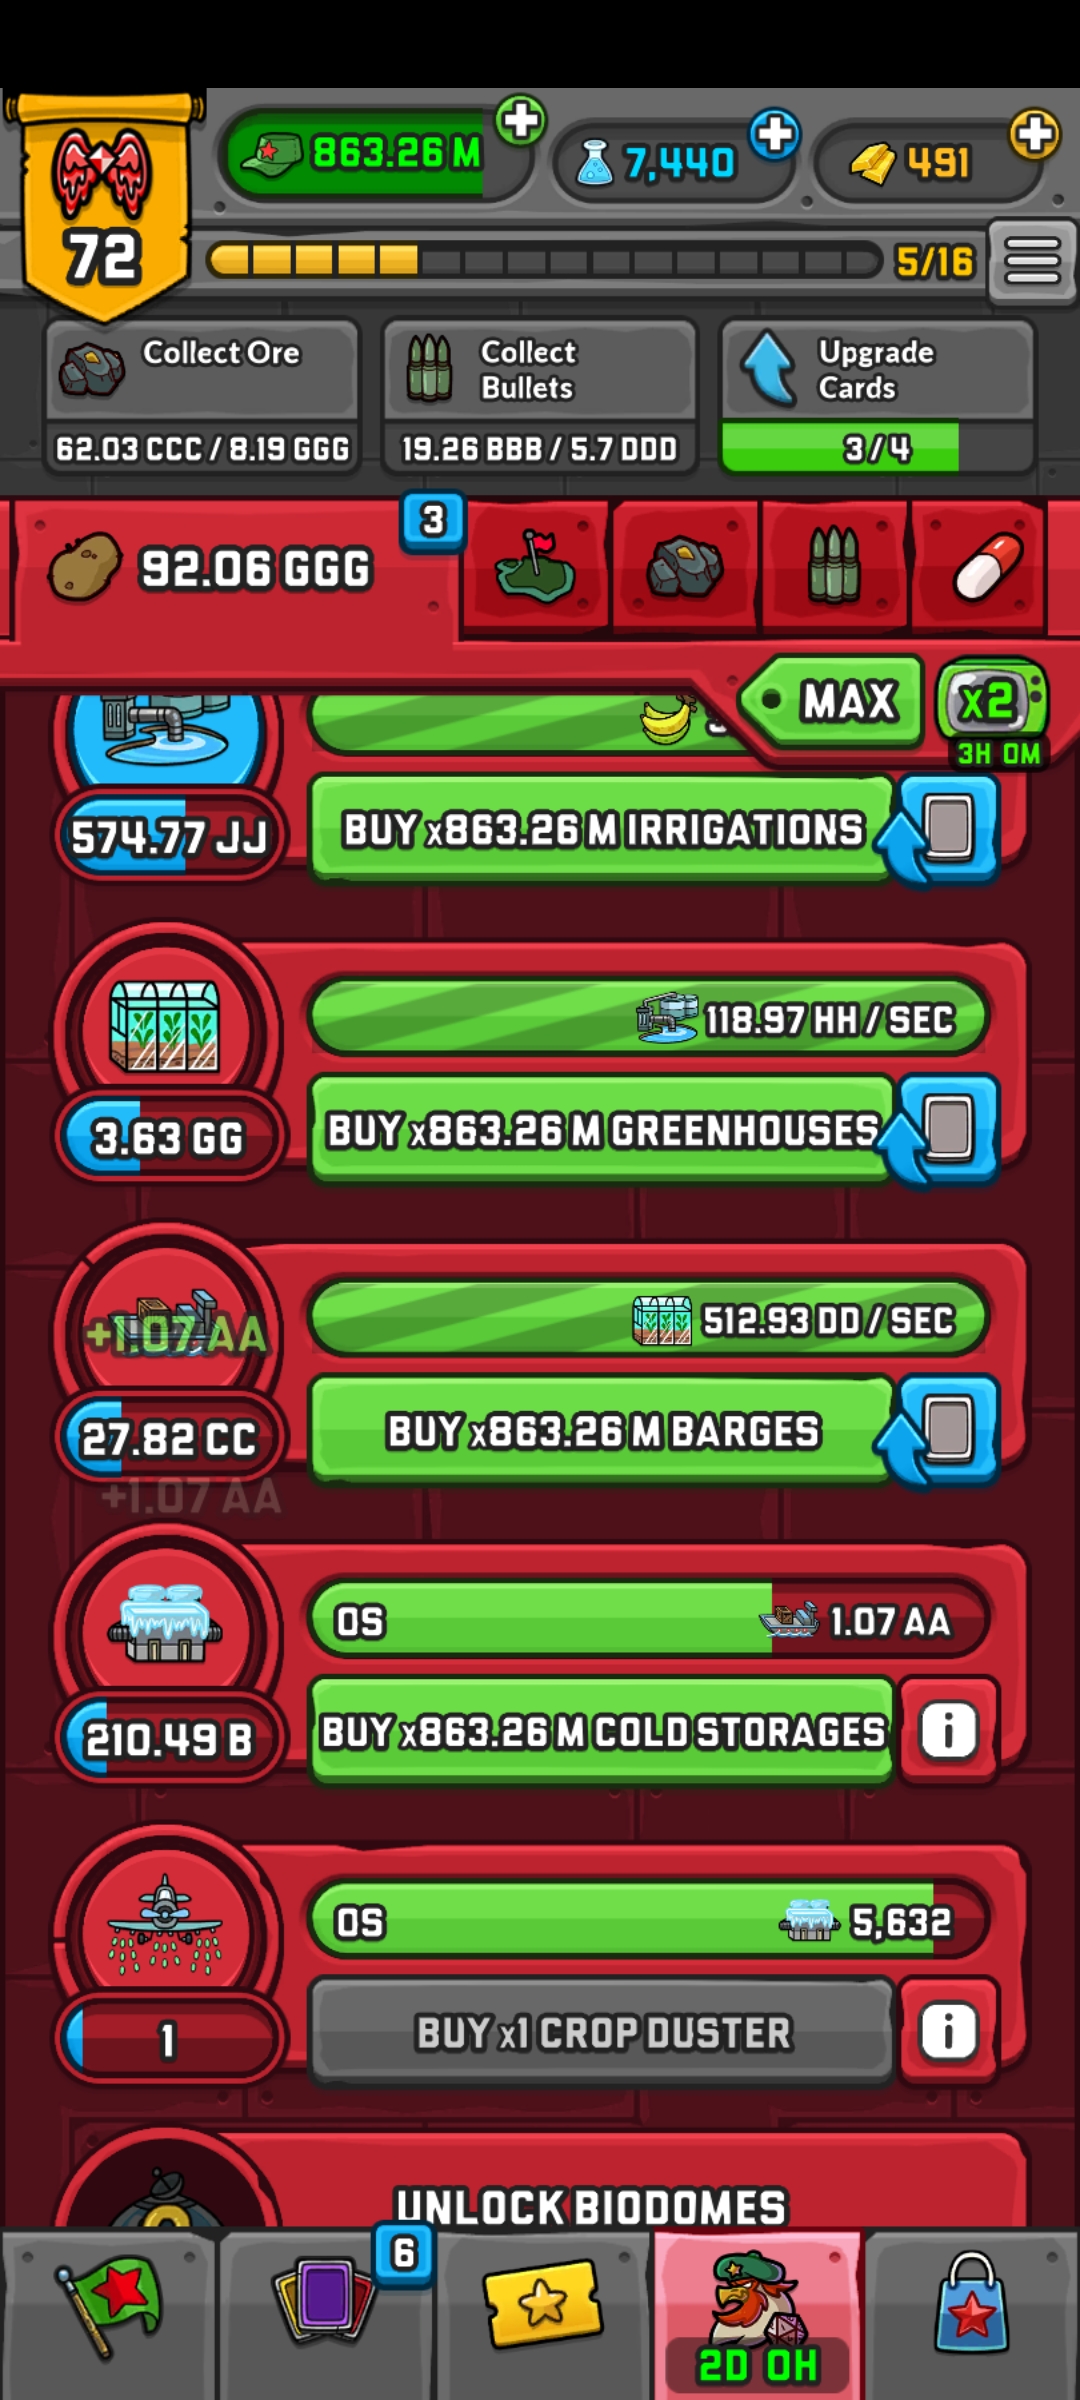 863.26 M
7,440
491
72
5/16
Collect Ore
62.03 CCC / 8.19 GGG
Collect
Bullets
19.26 BBB / 5.7 DDD
Upgrade
Cards
3/4
92.06 GGG
3
MAX
x2
3H 0M
574.77 JJ
BUY x863.26 M IRRIGATIONS
118.97 HH / SEC
3.63 GG
BUY x863.26 M GREENHOUSES
+1.07 AA
512.93 DD / SEC
27.82 CC
BUY x863.26 M BARGES
+1.07 AA
0S
1.07 AA
210.49 B
BUY x863.26 M COLD STORAGES
i
0S
5,632
1
BUY x1 CROP DUSTER
i
UNLOCK BIODOMES
6
2D 0H